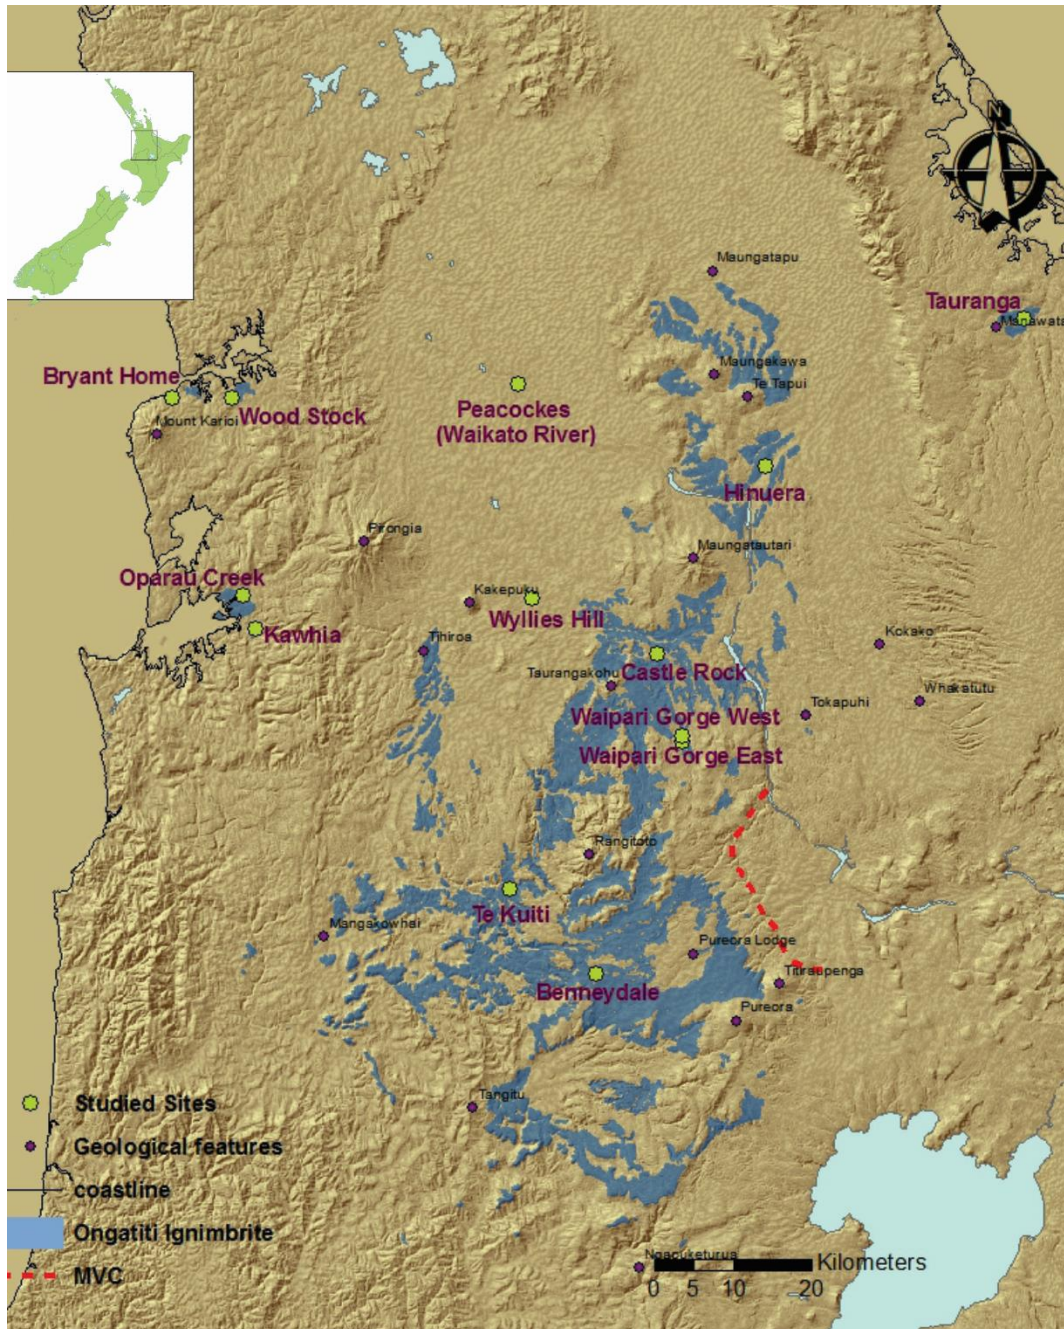 N
Maungatapu
Tauranga
Manawata
Maungakawa
Te Tapui
Bryant Home
Wood Stock
Mount Karioi
Peacockes
(Waikato River)
Hinuera
Pirongia
Maungatautari
Oparau Creek
Kakepuku
Wyllies Hill
Kawhia
Tihiroa
Kokako
Taurangakohu
Castle Rock
Whakatutu
Tokapuhi
Waipari Gorge West
Waipari Gorge East
Rangitoto
Te Kuiti
Mangakowhai
Pureora Lodge
Titiraupenga
Benneydale
Pureora
Tangitu
Studied Sites
Geological features
coastline
Ongatiti Ignimbrite
MVC
Kilometers
0 5 10 20